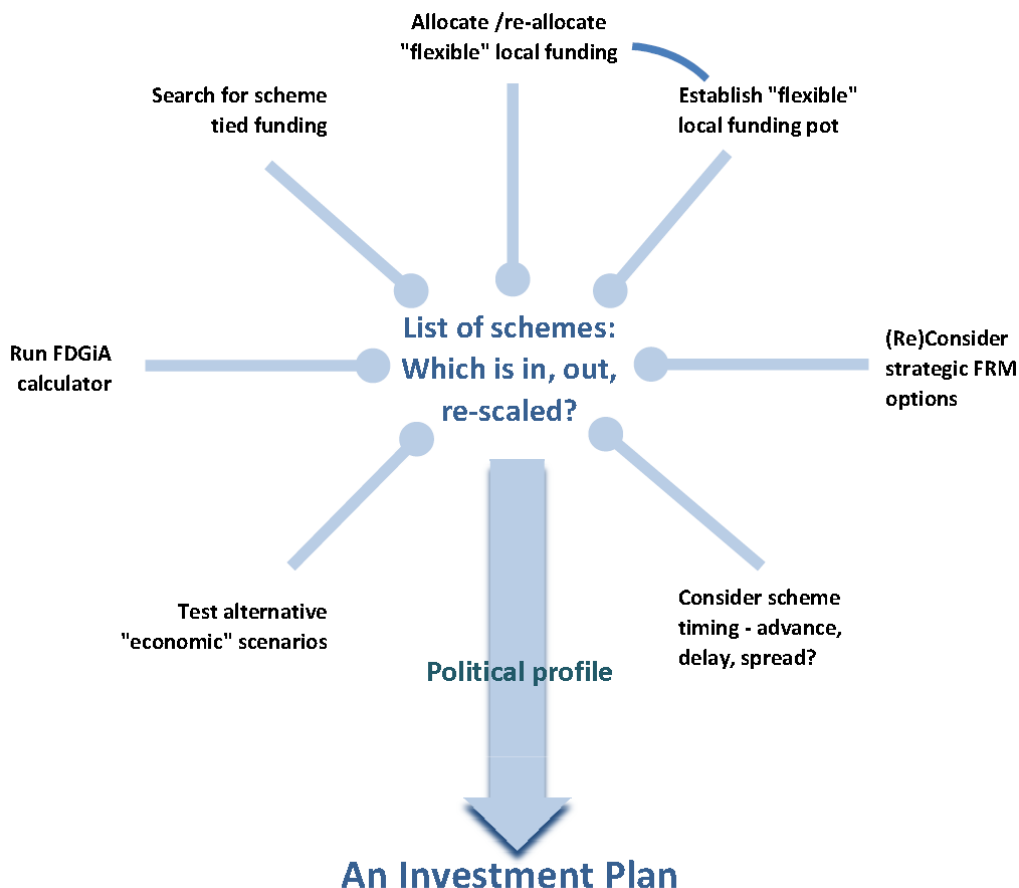 Allocate /re-allocate
"flexible" local funding
Search for scheme
tied funding
Establish "flexible"
local funding pot
Run FDGiA
calculator
List of schemes:
Which is in, out,
re-scaled?
(Re)Consider
strategic FRM
options
Test alternative
"economic" scenarios
Consider scheme
timing - advance,
delay, spread?
Political profile
An Investment Plan